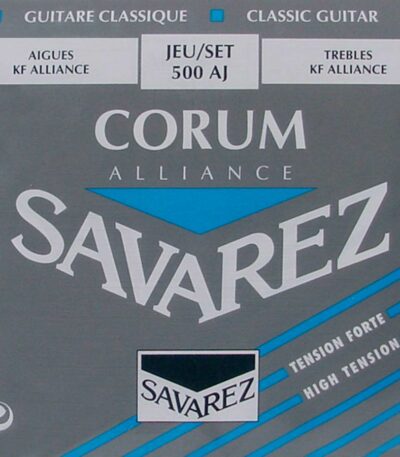 GUITARE CLASSIQUE
CLASSIC GUITAR
AIGUES
KF ALLIANCE
JEU/SET
500 AJ
TREBLES
KF ALLIANCE
CORUM
ALLIANCE
SAVAREZ
TENSION FORTE
HIGH TENSION
SAVAREZ